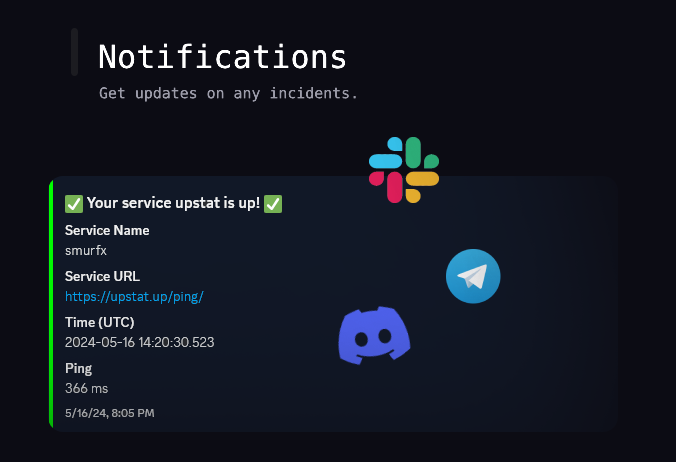 Notifications
Get updates on any incidents.
✅ Your service upstat is up! ✅
Service Name
smurfx
Service URL
https://upstat.up/ping/
Time (UTC)
2024-05-16 14:20:30.523
Ping
366 ms
5/16/24, 8:05 PM